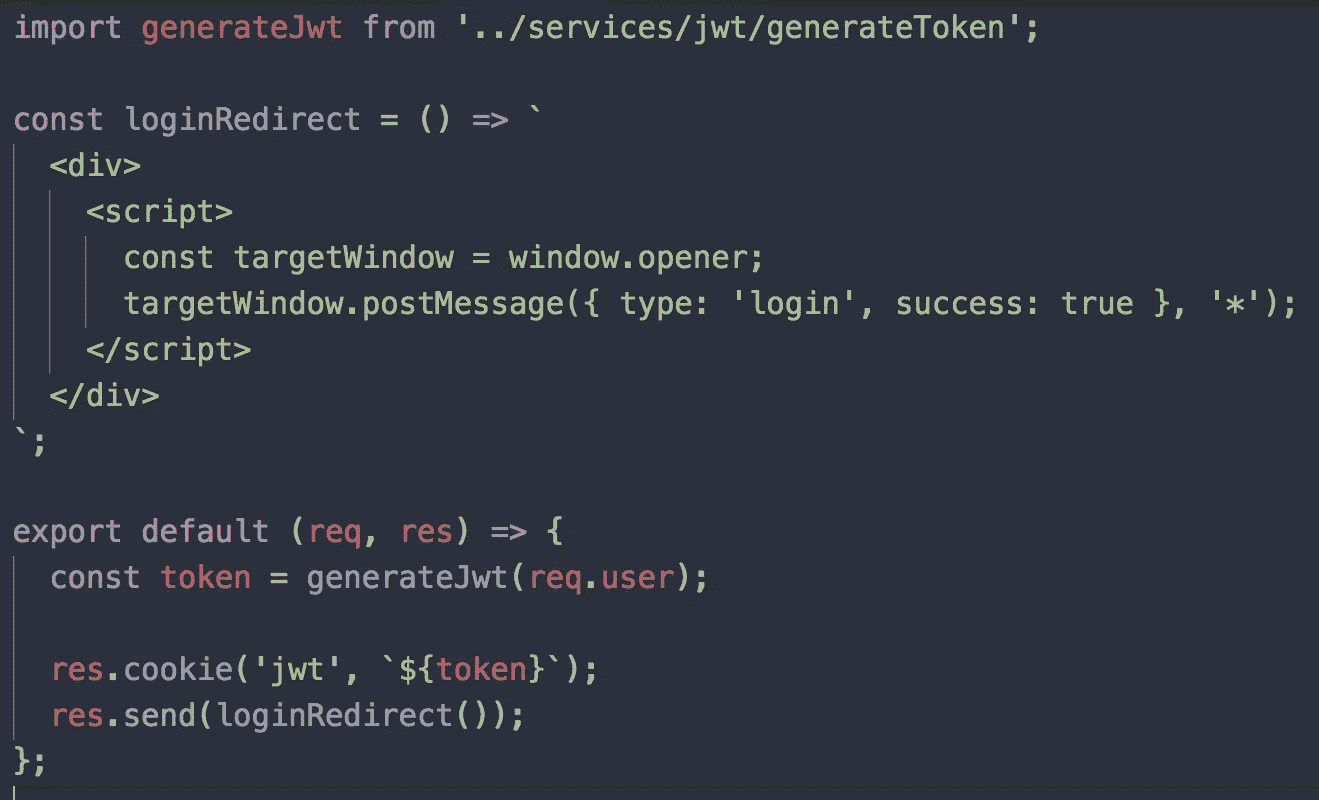 import generateJwt from '../services/jwt/generateToken';
const loginRedirect = () => `
<div>
<script>
const targetWindow = window.opener;
targetWindow.postMessage({ type: 'login', success: true }, '*');
</script>
</div>
`;
export default (req, res) => {
const token = generateJwt(req.user);
res.cookie('jwt', `${token}`);
res.send(loginRedirect());
};